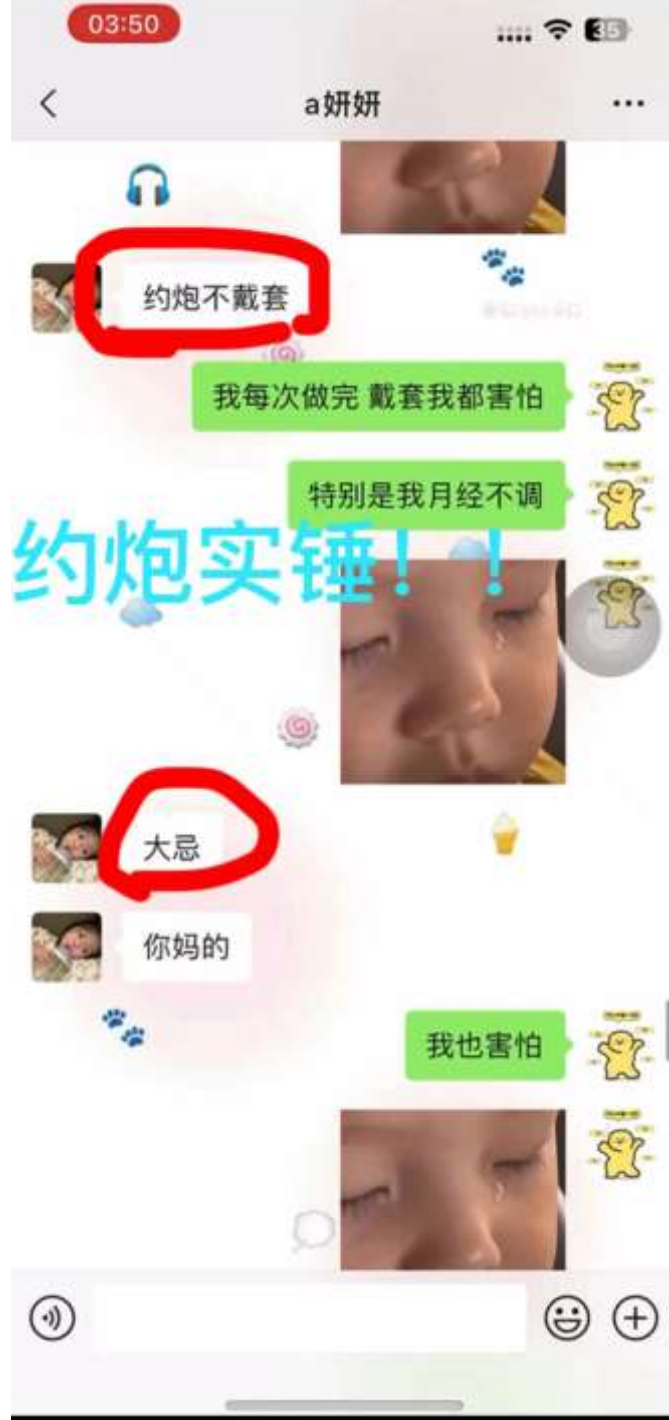 03:50
35
a妍妍
约炮不戴套
我每次做完 戴套我都害怕
特别是我月经不调
约炮实锤！！
大忌
你妈的
我也害怕